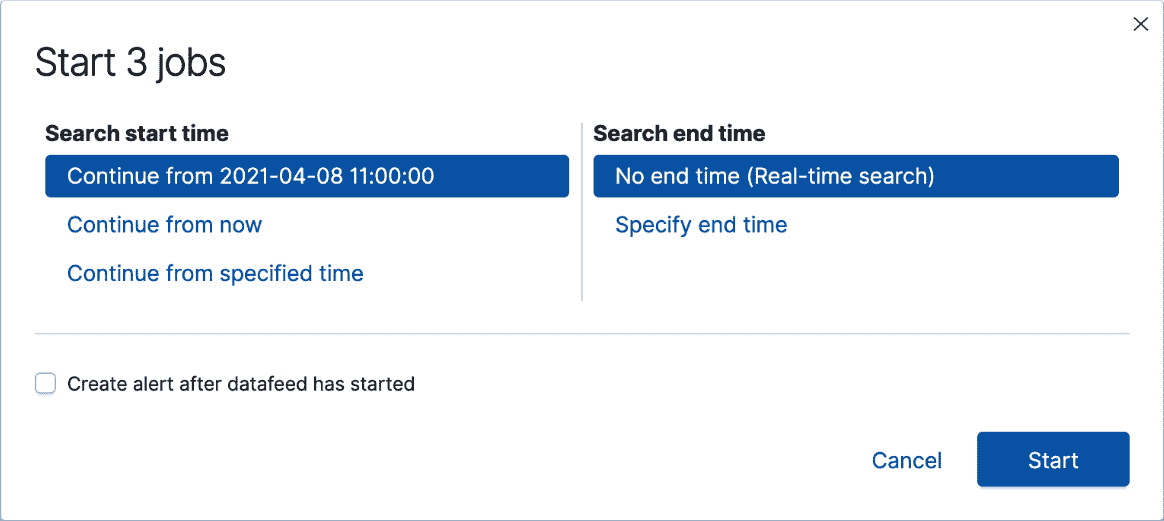 Start 3 jobs
Search start time
Continue from 2021-04-08 11:00:00
Continue from now
Continue from specified time
Search end time
No end time (Real-time search)
Specify end time
Create alert after datafeed has started
Cancel
Start